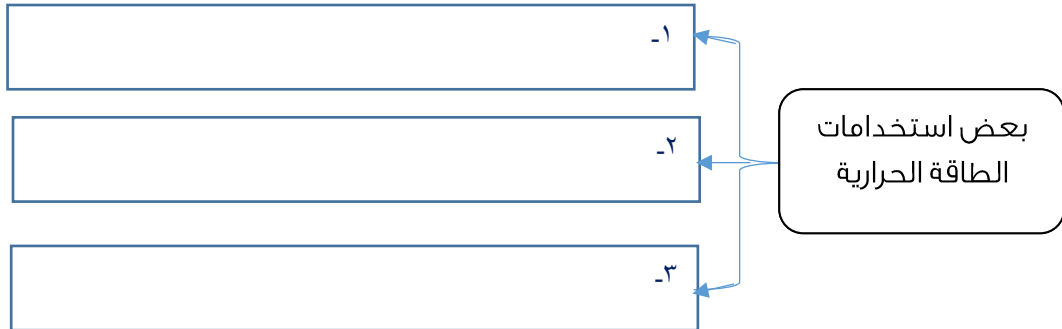 بعض استخدامات
الطاقة الحرارية
١-
٢-
٣-